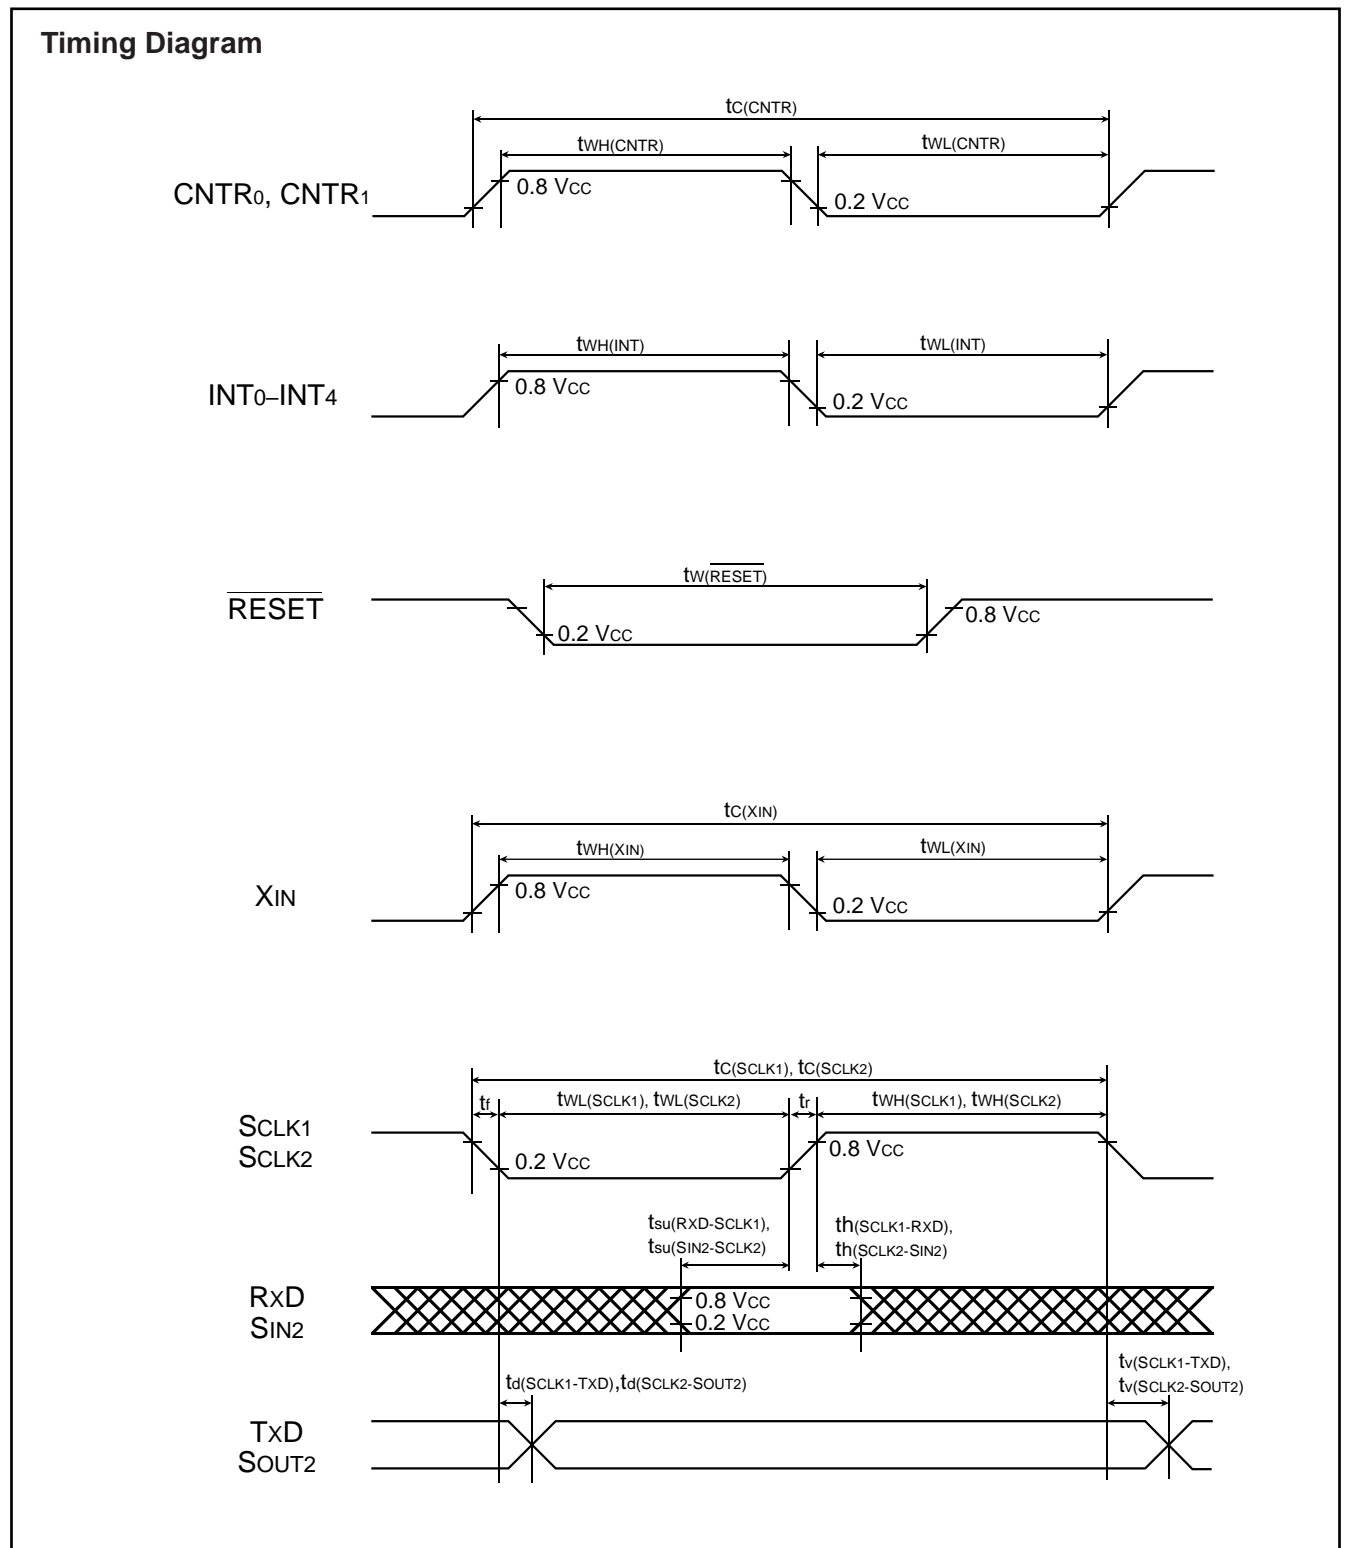 Timing Diagram
tC(CNTR)
tWH(CNTR)
tWL(CNTR)
CNTR0, CNTR1
0.8 VCC
0.2 VCC
tWH(INT)
tWL(INT)
INT0–INT4
0.8 VCC
0.2 VCC
tW(RESET)
RESET
0.2 VCC
0.8 VCC
tC(XIN)
tWH(XIN)
tWL(XIN)
XIN
0.8 VCC
0.2 VCC
tC(SCLK1), tC(SCLK2)
tf
tWL(SCLK1), tWL(SCLK2)
tr
tWH(SCLK1), tWH(SCLK2)
SCLK1
SCLK2
0.2 VCC
0.8 VCC
tsu(RXD-SCLK1),
tsu(SIN2-SCLK2)
th(SCLK1-RXD),
th(SCLK2-SIN2)
RXD
SIN2
0.8 VCC
0.2 VCC
td(SCLK1-TXD),td(SCLK2-SOUT2)
tv(SCLK1-TXD),
tv(SCLK2-SOUT2)
TXD
SOUT2